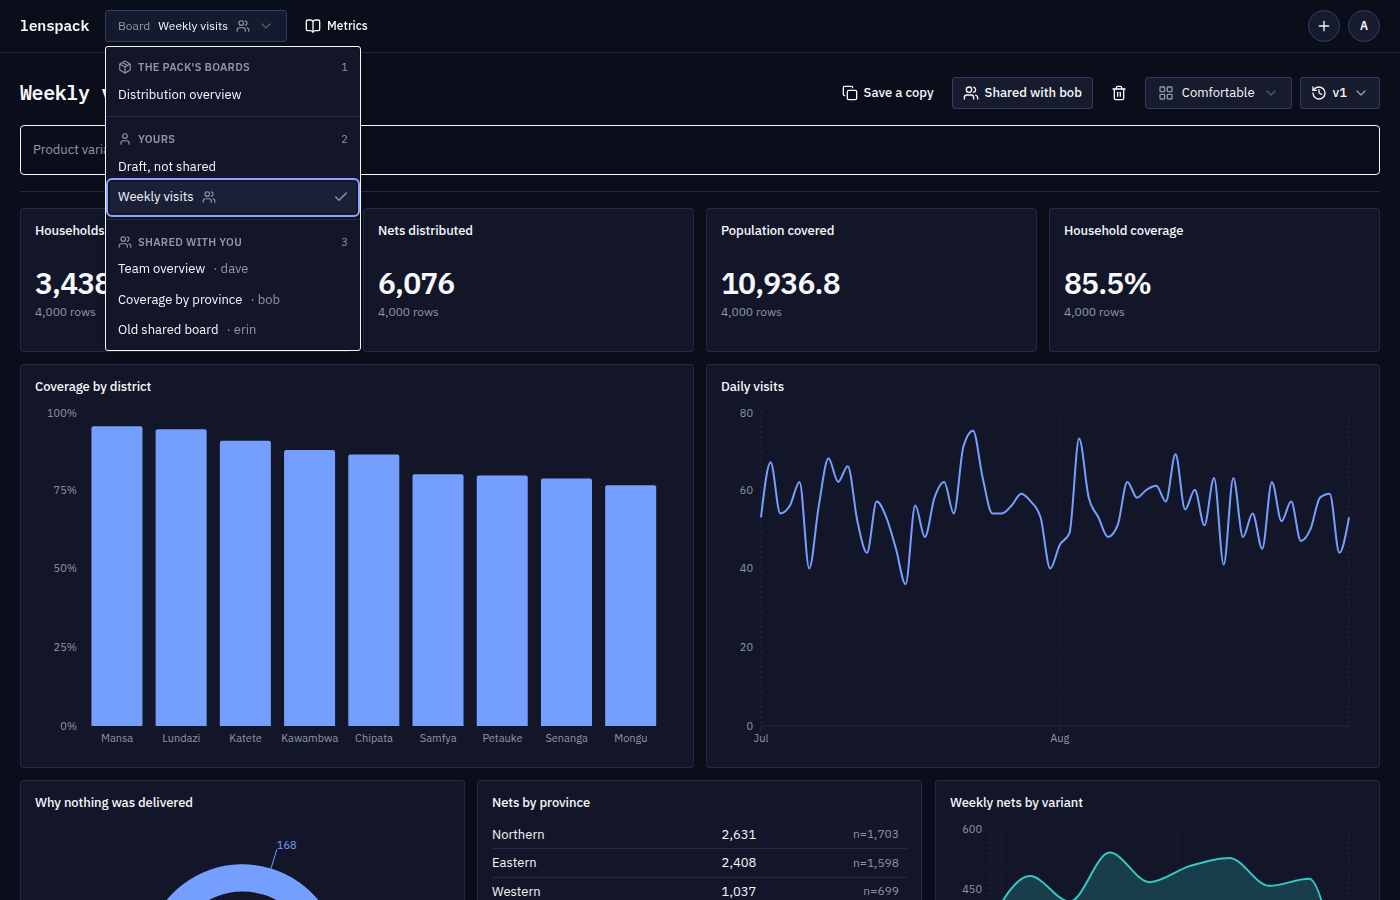 lenspack
Board Weekly visits
Metrics
A
THE PACK'S BOARDS 1
Distribution overview
YOURS 2
Draft, not shared
Weekly visits
SHARED WITH YOU 3
Team overview · dave
Coverage by province · bob
Old shared board · erin
Weekly
Save a copy
Shared with bob
Comfortable
v1
Product
Households
3,438
4,000 rows
Nets distributed
6,076
4,000 rows
Population covered
10,936.8
4,000 rows
Household coverage
85.5%
4,000 rows
Coverage by district
100%
75%
50%
25%
0%
Mansa Lundazi Katete Kawambwa Chipata Samfya Petauke Senanga Mongu
Daily visits
80
60
40
20
0
Jul Aug
Why nothing was delivered
168
Nets by province
Northern 2,631 n=1,703
Eastern 2,408 n=1,598
Western 1,037 n=699
Weekly nets by variant
600
450